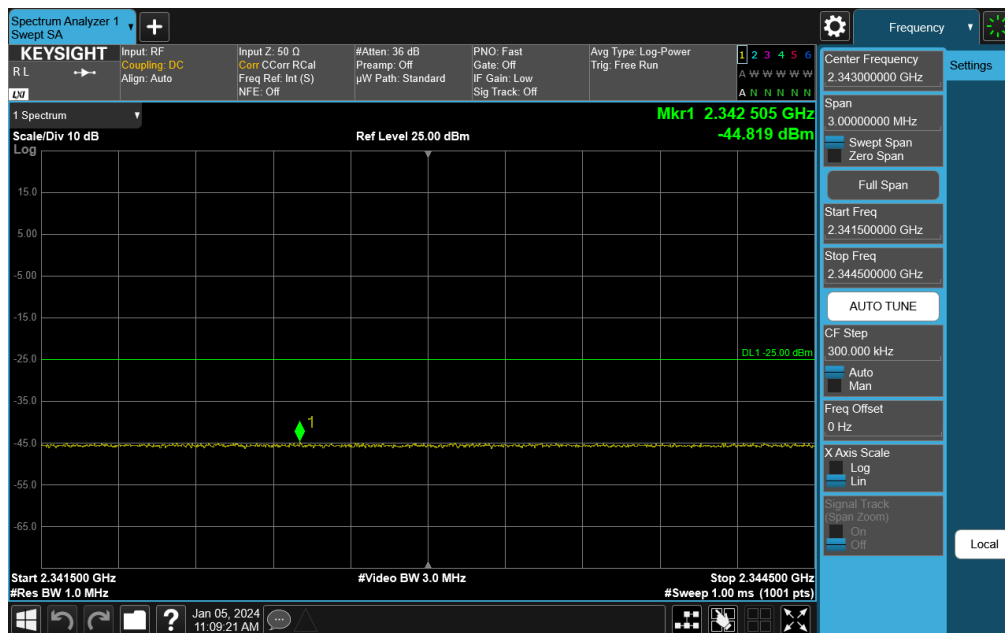 Spectrum Analyzer 1
Swept SA
+
Frequency
KEYSIGHT
R L
LXI
Input: RF
Coupling: DC
Align: Auto
Input Z: 50 Ω
Corr CCorr RCal
Freq Ref: Int (S)
NFE: Off
#Atten: 36 dB
Preamp: Off
µW Path: Standard
PNO: Fast
Gate: Off
IF Gain: Low
Sig Track: Off
Avg Type: Log-Power
Trig: Free Run
1 2 3 4 5 6
A W W W W W
A N N N N N
1 Spectrum
Scale/Div 10 dB
Ref Level 25.00 dBm
Mkr1 2.342 505 GHz
-44.819 dBm
Log
15.0
5.00
-5.00
-15.0
-25.0
-35.0
-45.0
-55.0
-65.0
DL1 -25.00 dBm
1
Start 2.341500 GHz
#Res BW 1.0 MHz
#Video BW 3.0 MHz
Stop 2.344500 GHz
#Sweep 1.00 ms (1001 pts)
Center Frequency
2.343000000 GHz
Span
3.00000000 MHz
Swept Span
Zero Span
Full Span
Start Freq
2.341500000 GHz
Stop Freq
2.344500000 GHz
AUTO TUNE
CF Step
300.000 kHz
Auto
Man
Freq Offset
0 Hz
X Axis Scale
Log
Lin
Signal Track
(Span Zoom)
On
Off
Settings
Local
?
Jan 05, 2024
11:09:21 AM